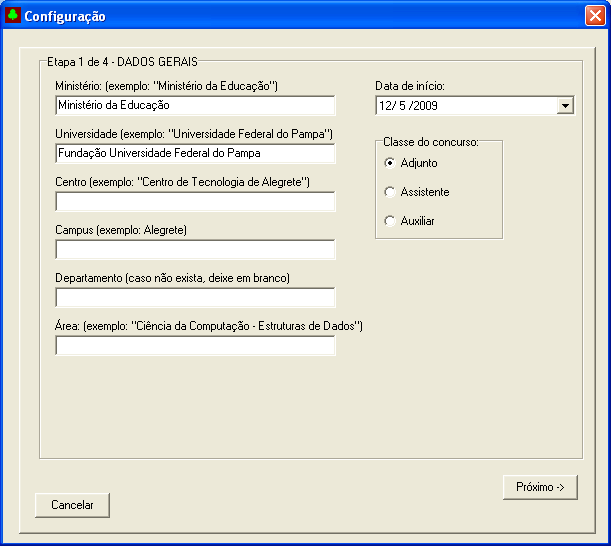 Configuração
Etapa 1 de 4 - DADOS GERAIS
Ministério: (exemplo: "Ministério da Educação")
Ministério da Educação
Universidade (exemplo: "Universidade Federal do Pampa")
Fundação Universidade Federal do Pampa
Centro (exemplo: "Centro de Tecnologia de Alegrete")
Campus (exemplo: Alegrete)
Departamento (caso não exista, deixe em branco)
Área: (exemplo: "Ciência da Computação - Estruturas de Dados")
Data de início:
12/ 5 /2009
Classe do concurso:
Adjunto
Assistente
Auxiliar
Próximo ->
Cancelar